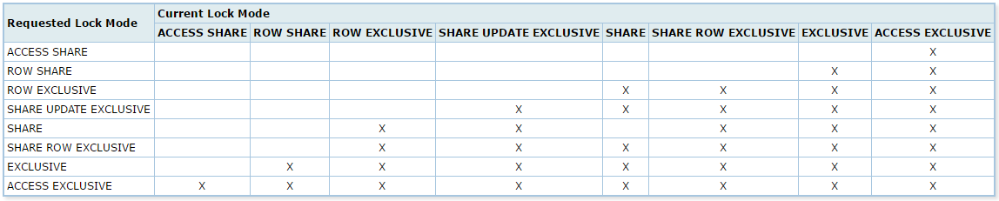 Requested Lock Mode
Current Lock Mode
ACCESS SHARE ROW SHARE ROW EXCLUSIVE SHARE UPDATE EXCLUSIVE SHARE SHARE ROW EXCLUSIVE EXCLUSIVE ACCESS EXCLUSIVE
ACCESS SHARE X
ROW SHARE X X
ROW EXCLUSIVE X X X X
SHARE UPDATE EXCLUSIVE X X X X X
SHARE X X X X X
SHARE ROW EXCLUSIVE X X X X X X
EXCLUSIVE X X X X X X X
ACCESS EXCLUSIVE X X X X X X X X